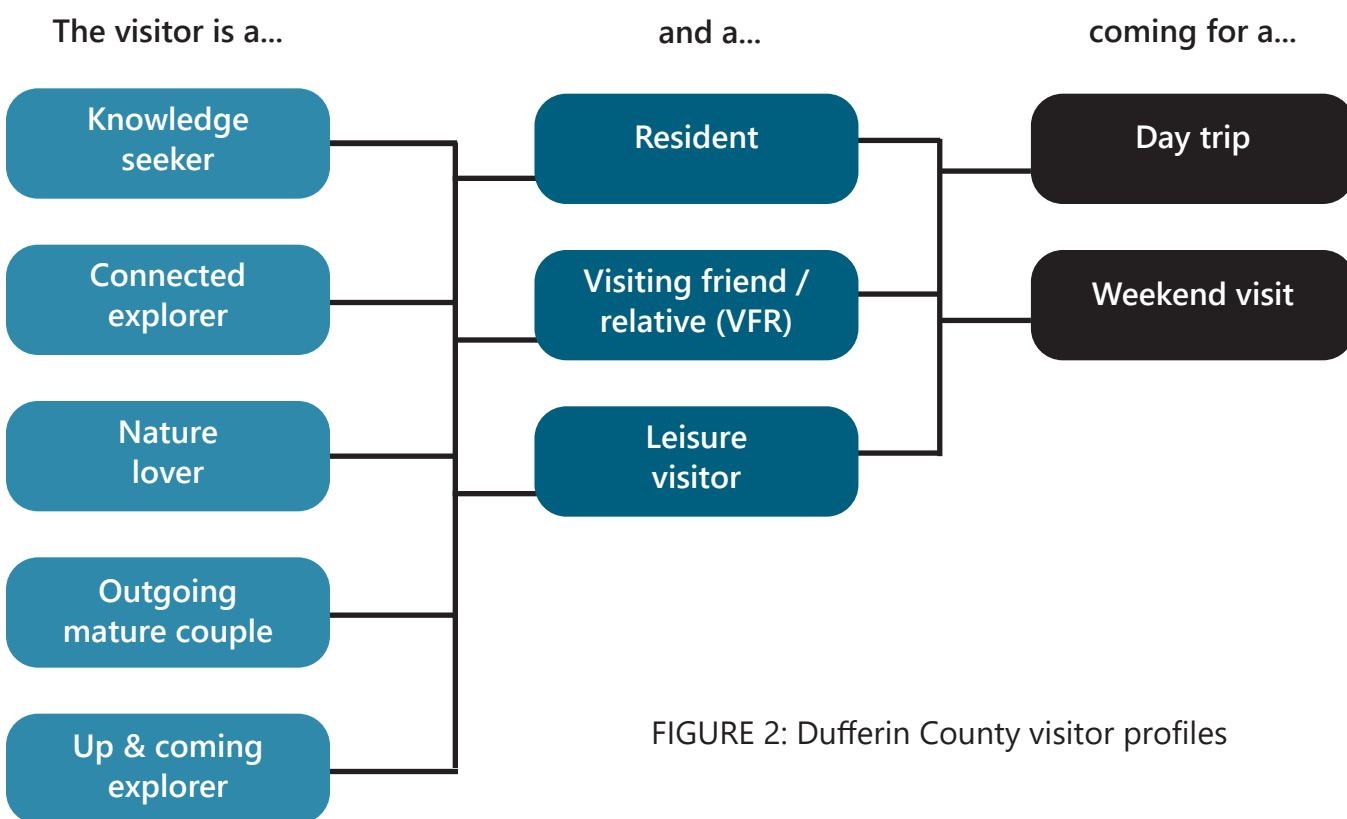 The visitor is a...
and a...
coming for a...
Knowledge
seeker
Connected
explorer
Nature
lover
Outgoing
mature couple
Up & coming
explorer
Resident
Visiting friend /
relative (VFR)
Leisure
visitor
Day trip
Weekend visit
FIGURE 2: Dufferin County visitor profiles